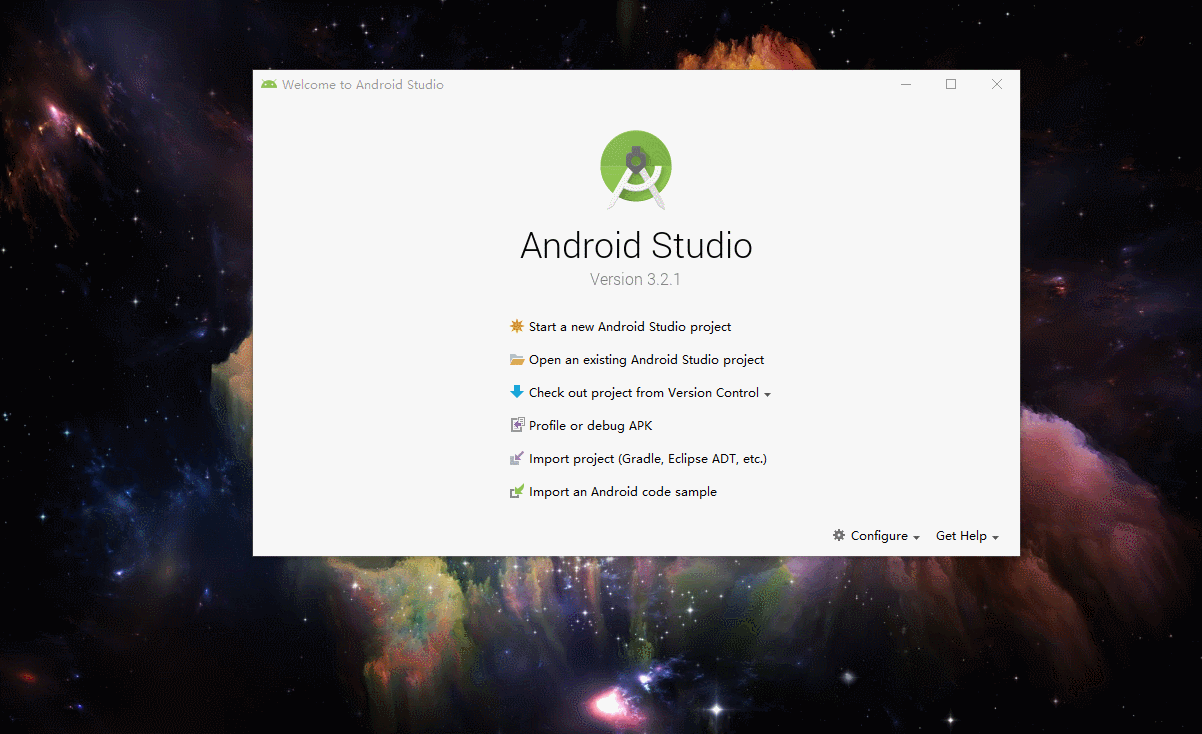 Welcome to Android Studio
Android Studio
Version 3.2.1
Start a new Android Studio project
Open an existing Android Studio project
Check out project from Version Control
Profile or debug APK
Import project (Gradle, Eclipse ADT, etc.)
Import an Android code sample
Configure
Get Help